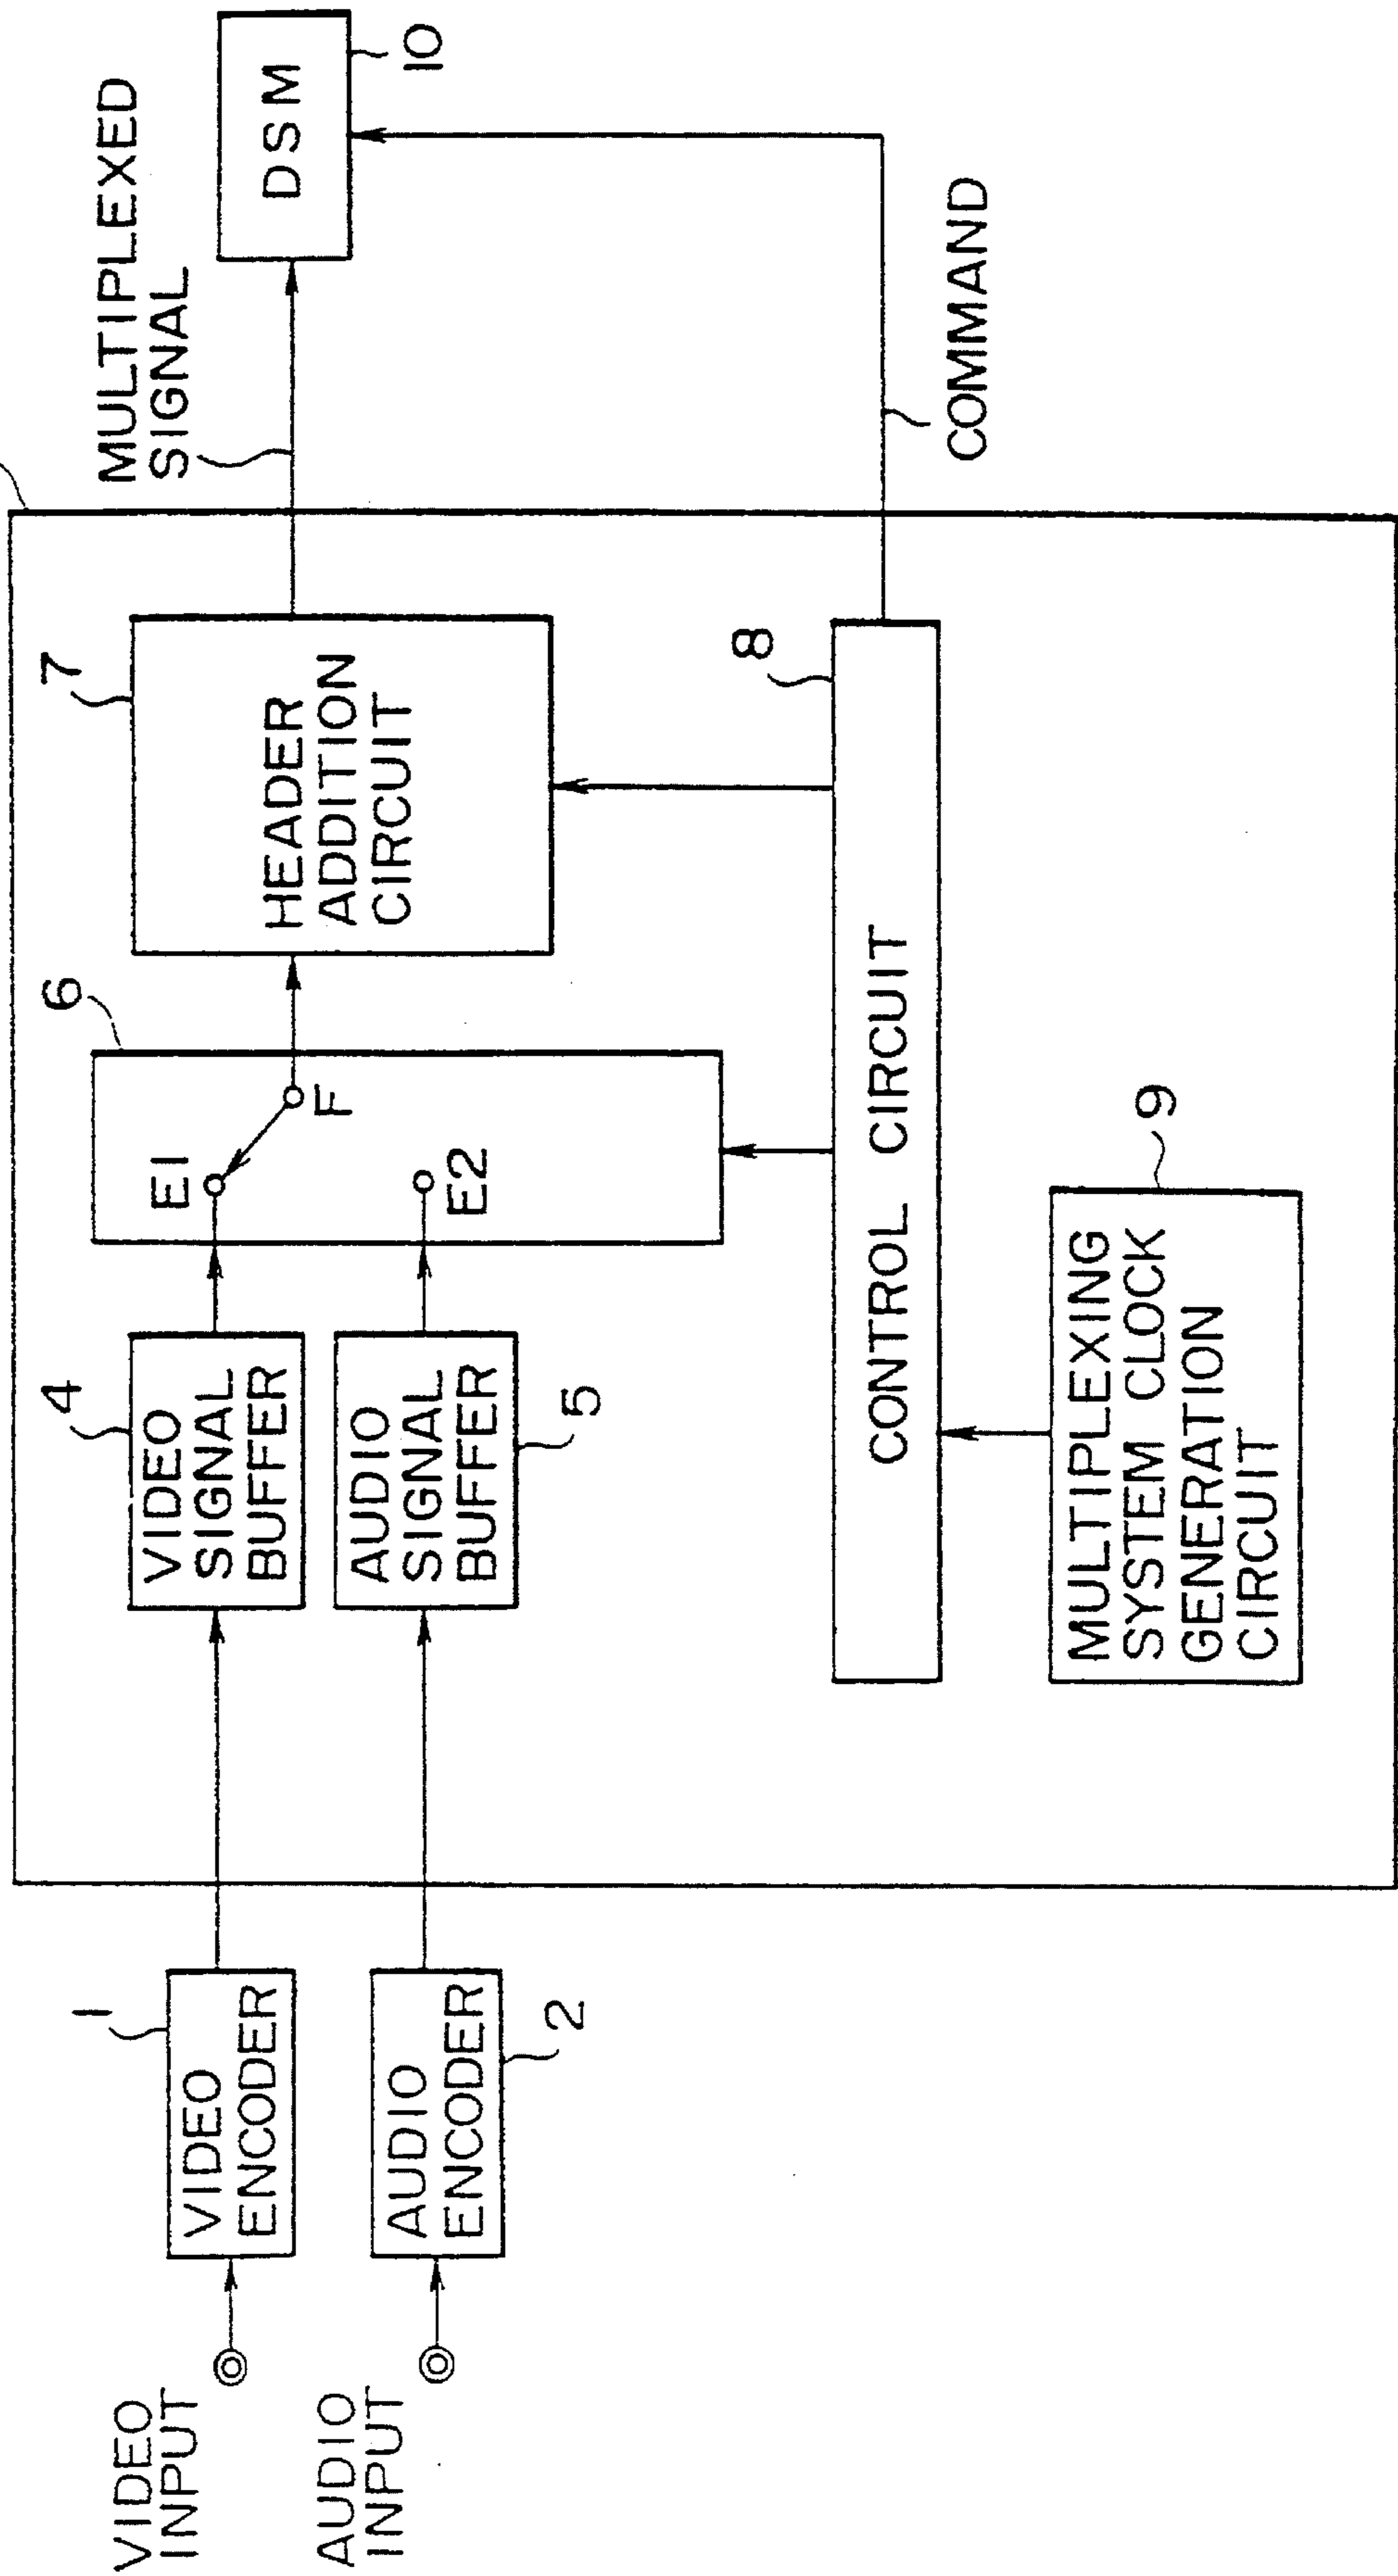 VIDEO
INPUT
AUDIO
INPUT
1
VIDEO
ENCODER
AUDIO
ENCODER
2
4
VIDEO
SIGNAL
BUFFER
AUDIO
SIGNAL
BUFFER
5
6
E1
F
E2
7
HEADER
ADDITION
CIRCUIT
8
CONTROL CIRCUIT
9
MULTIPLEXING
SYSTEM CLOCK
GENERATION
CIRCUIT
MULTIPLEXED
SIGNAL
DSM
10
COMMAND